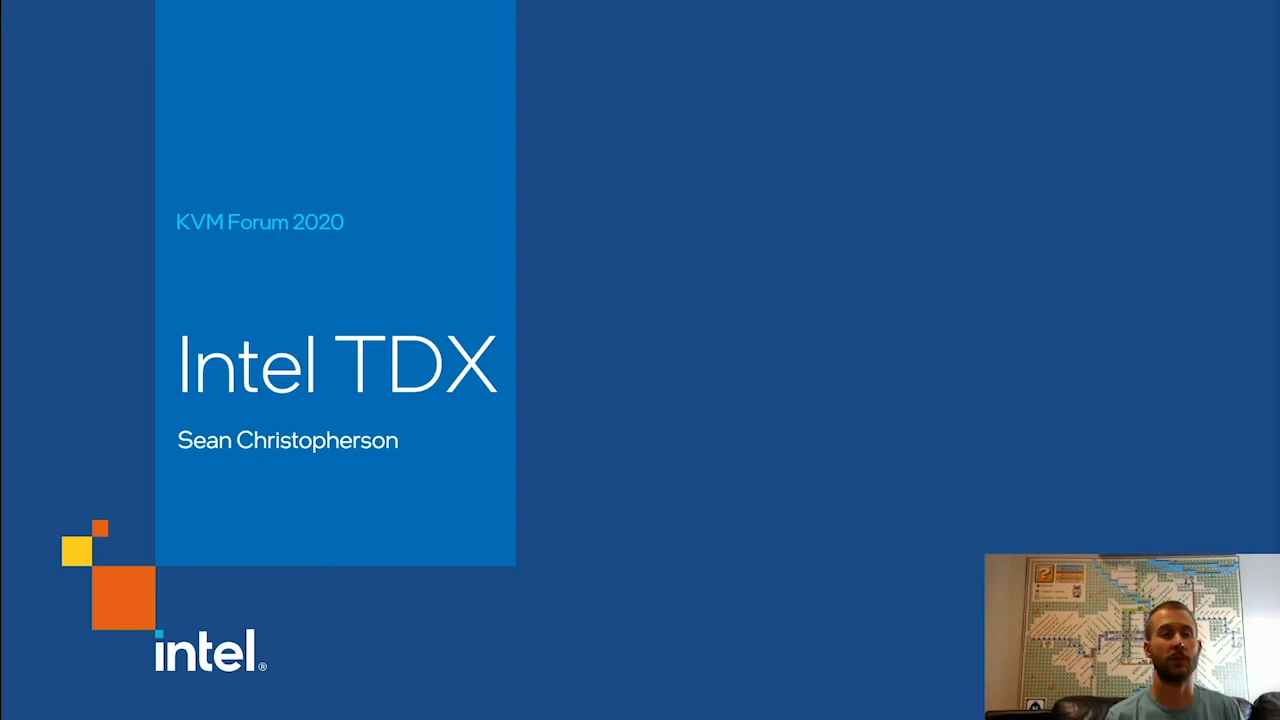 KVM Forum 2020
Intel TDX
Sean Christopherson
intel®
?